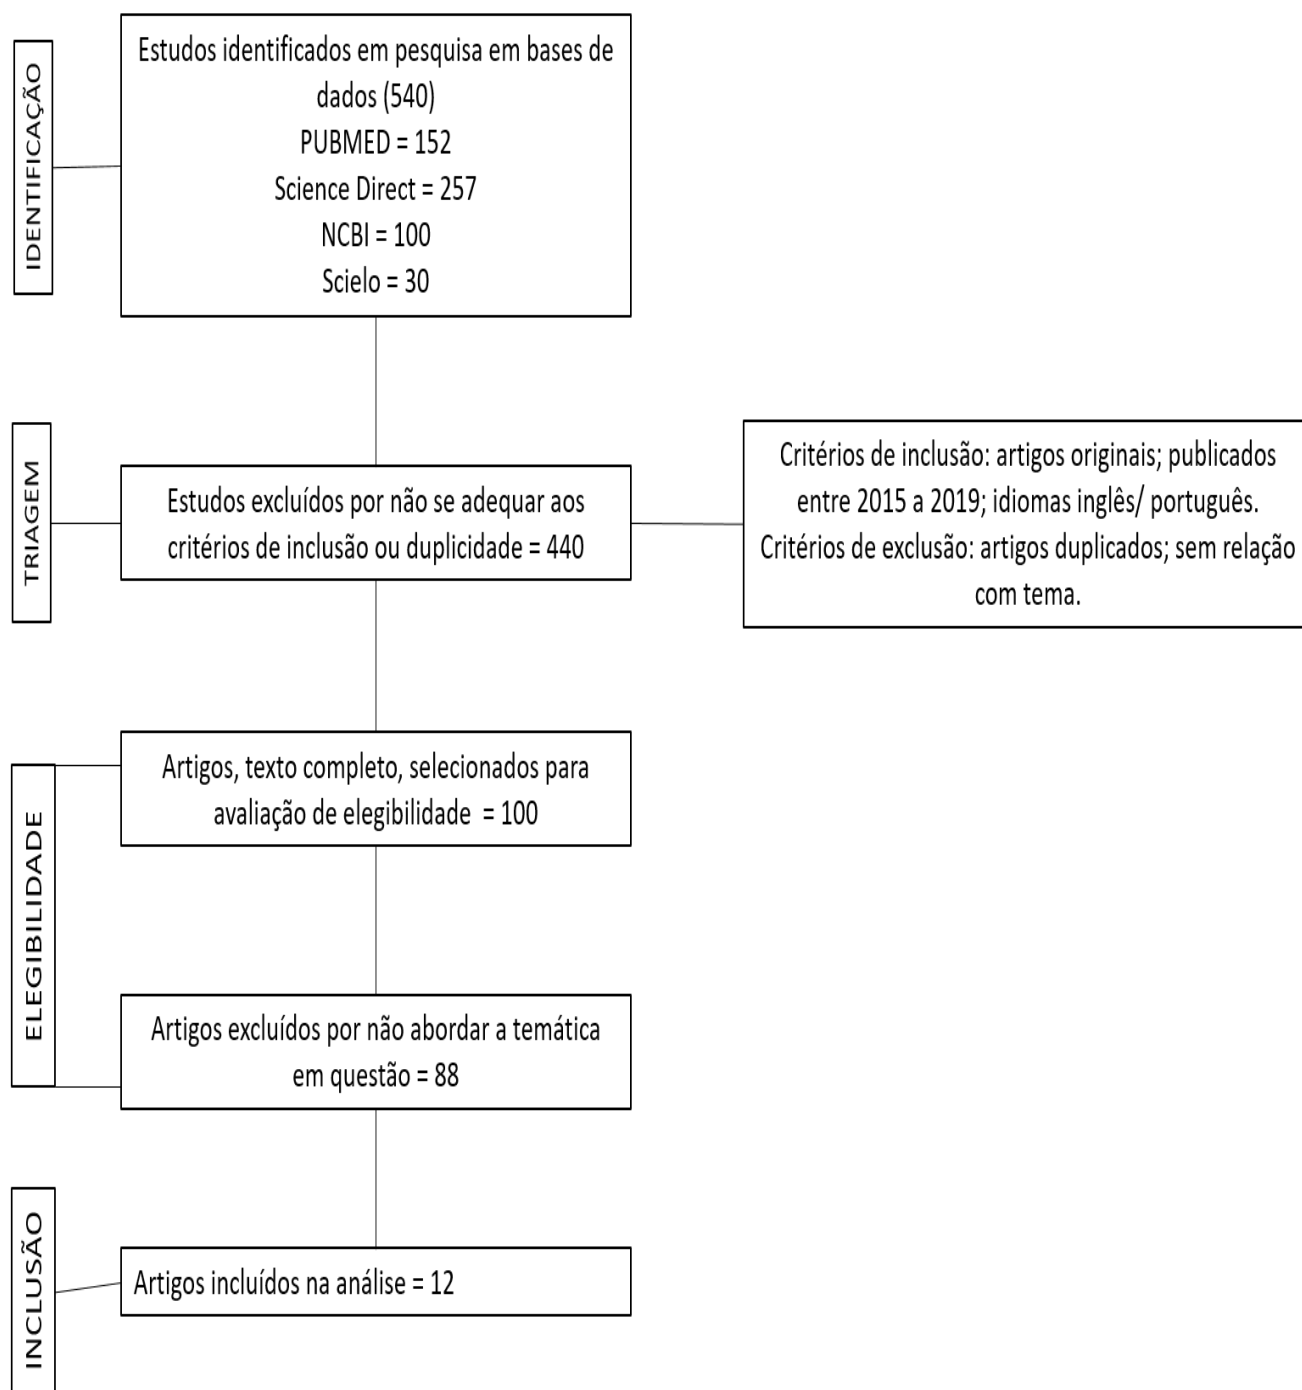 IDENTIFICAÇÃO
Estudos identificados em pesquisa em bases de
dados (540)
PUBMED = 152
Science Direct = 257
NCBI = 100
Scielo = 30
TRIAGEM
Estudos excluídos por não se adequar aos
critérios de inclusão ou duplicidade = 440
Critérios de inclusão: artigos originais; publicados
entre 2015 a 2019; idiomas inglês/ português.
Critérios de exclusão: artigos duplicados; sem relação
com tema.
ELEGIBILIDADE
Artigos, texto completo, selecionados para
avaliação de elegibilidade = 100
Artigos excluídos por não abordar a temática
em questão = 88
INCLUSÃO
Artigos incluídos na análise = 12